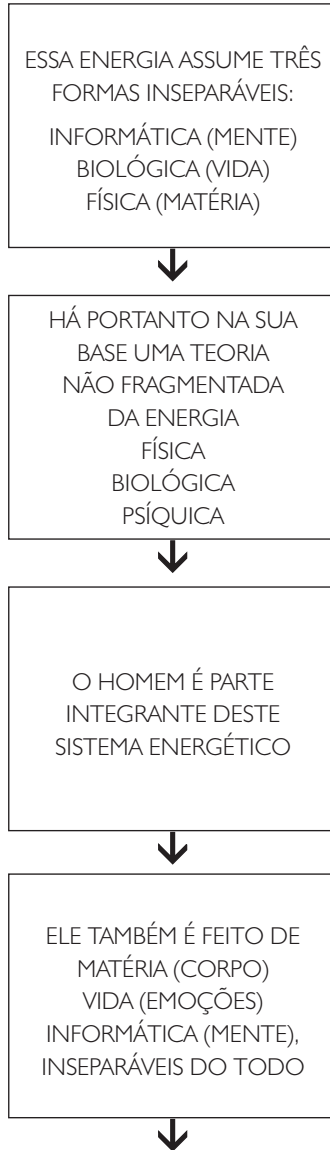 ESSA ENERGIA ASSUME TRÊS
FORMAS INSEPARÁVEIS:
INFORMÁTICA (MENTE)
BIOLÓGICA (VIDA)
FÍSICA (MATÉRIA)
HÁ PORTANTO NA SUA
BASE UMA TEORIA
NÃO FRAGMENTADA
DA ENERGIA
FÍSICA
BIOLÓGICA
PSÍQUICA
O HOMEM É PARTE
INTEGRANTE DESTE
SISTEMA ENERGÉTICO
ELE TAMBÉM É FEITO DE
MATÉRIA (CORPO)
VIDA (EMOÇÕES)
INFORMÁTICA (MENTE),
INSEPARÁVEIS DO TODO